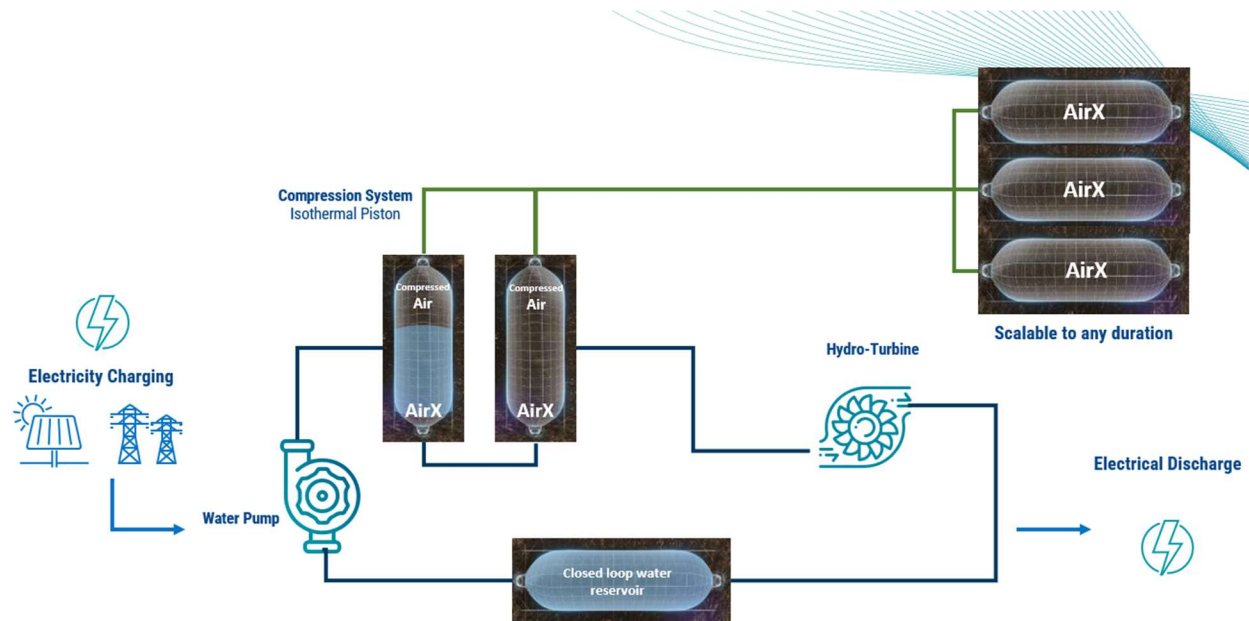 AirX
AirX
AirX
Scalable to any duration
Compression System
Isothermal Piston
Compressed
Air
AirX
Compressed
Air
AirX
Electricity Charging
Water Pump
Hydro-Turbine
Closed loop water
reservoir
Electrical Discharge